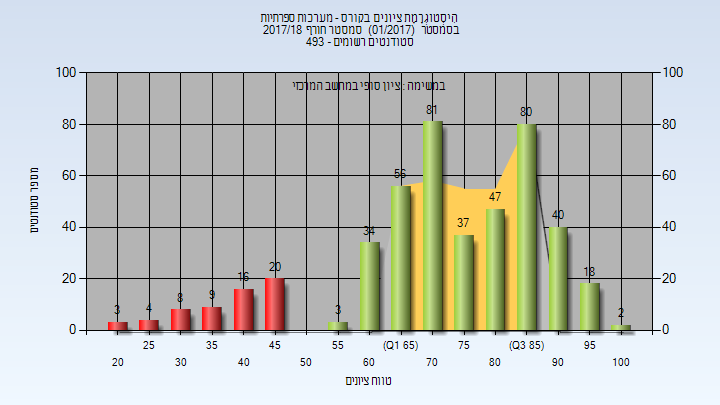 היסטוגרמת ציונים בקורס - מערכות ספרתיות
בסמסטר (01/2017) סמסטר חורף 2017/18
סטודנטים רשומים - 493
במשימה : ציון סופי במחשב המרכזי
100 100
80 80
60 60
40 40
20 20
0 0
מספר סטודנטים
3 4 8 9 16 20 3 34 56 81 37 47 80 40 18 2
25 35 45 55 (Q1 65) 75 (Q3 85) 95
20 30 40 50 60 70 80 90 100
טווח ציונים